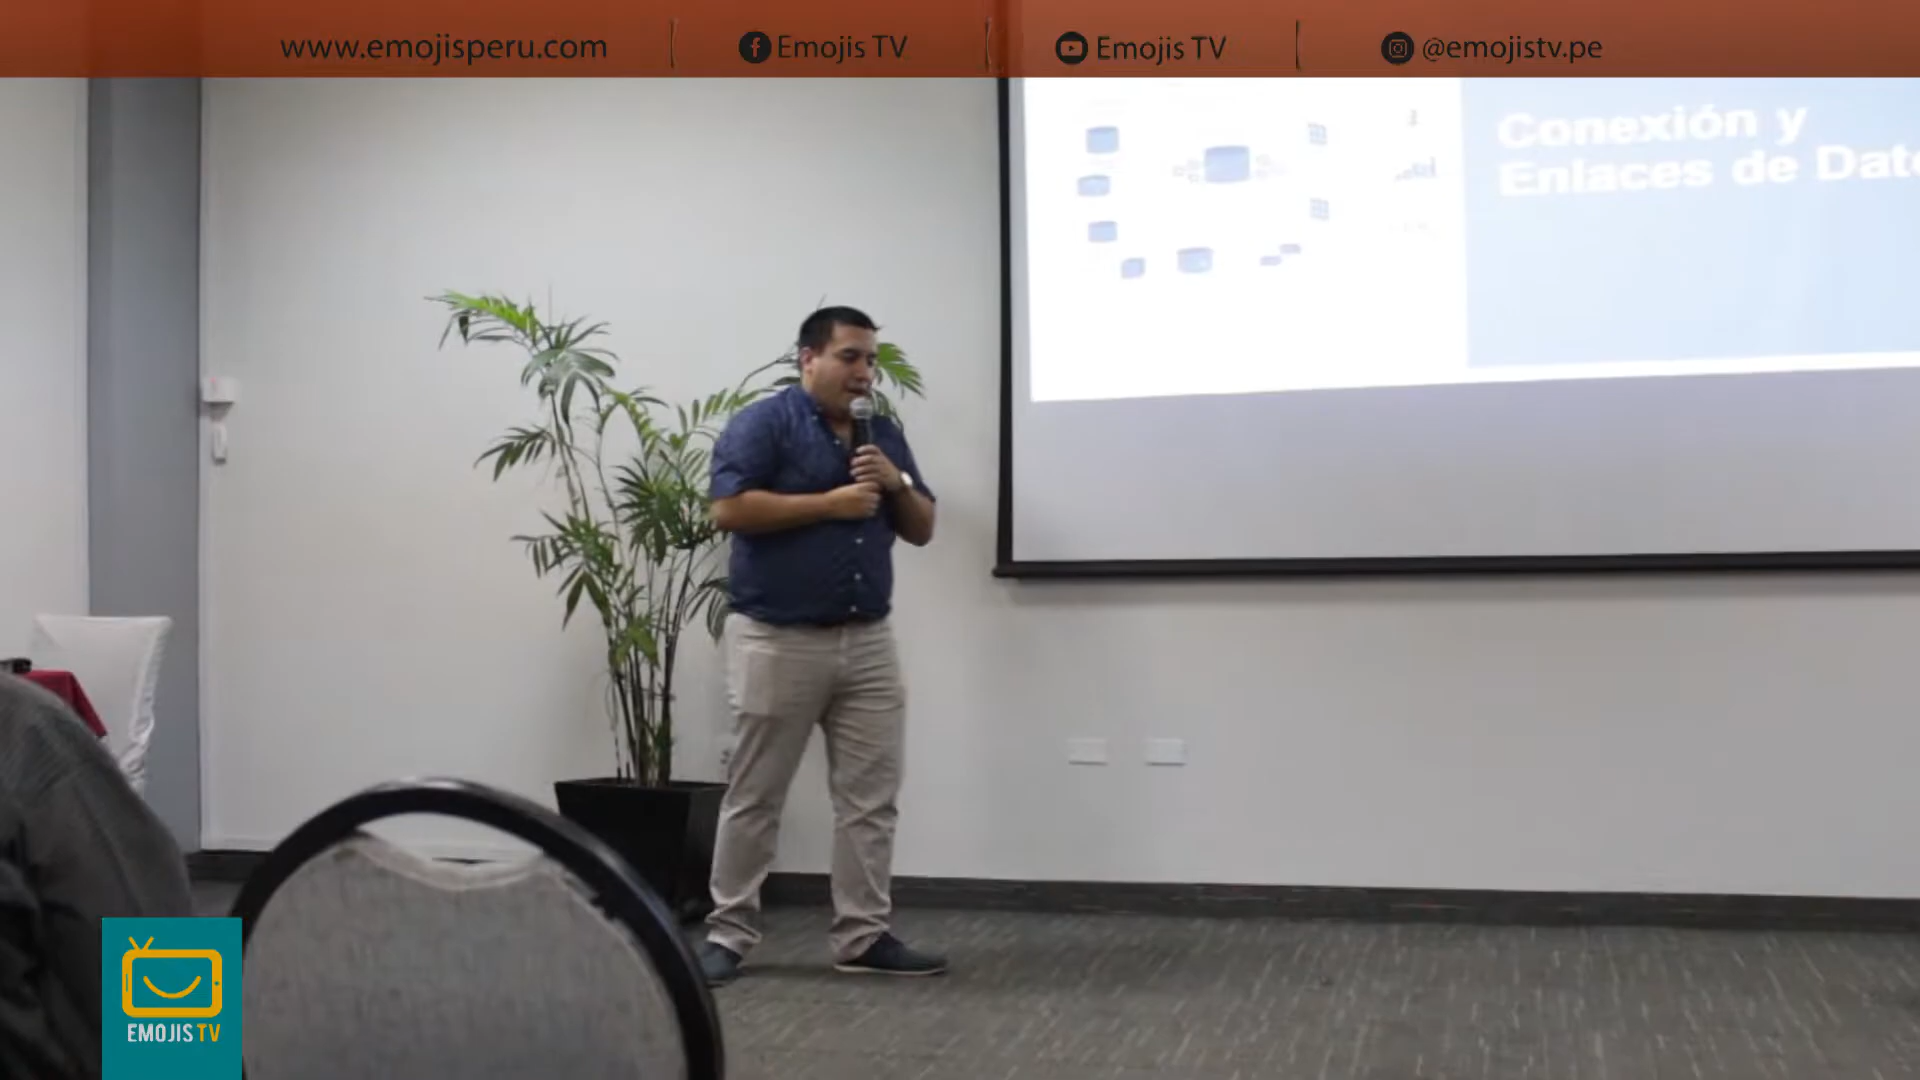 www.emojisperu.com
Emojis TV
Emojis TV
@emojistv.pe
Conexión y
Enlaces de
EMOJIS TV